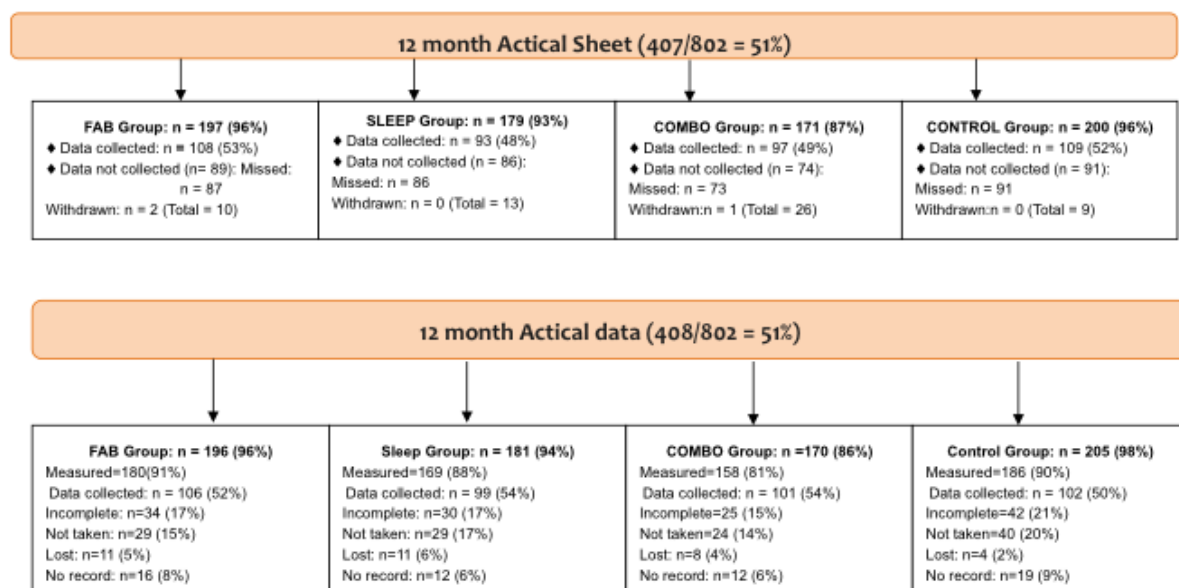 12 month Actical Sheet (407/802 = 51%)
FAB Group: n = 197 (96%)
♦ Data collected: n = 108 (53%)
♦ Data not collected (n= 89): Missed:
n = 87
Withdrawn: n = 2 (Total = 10)
SLEEP Group: n = 179 (93%)
♦ Data collected: n = 93 (48%)
♦ Data not collected (n = 86):
Missed: n = 86
Withdrawn: n = 0 (Total = 13)
COMBO Group: n = 171 (87%)
♦ Data collected: n = 97 (49%)
♦ Data not collected (n = 74):
Missed: n = 73
Withdrawn:n = 1 (Total = 26)
CONTROL Group: n = 200 (96%)
♦ Data collected: n = 109 (52%)
♦ Data not collected (n = 91):
Missed: n = 91
Withdrawn:n = 0 (Total = 9)
12 month Actical data (408/802 = 51%)
FAB Group: n = 196 (96%)
Measured=180(91%)
Data collected: n = 106 (52%)
Incomplete: n=34 (17%)
Not taken: n=29 (15%)
Lost: n=11 (5%)
No record: n=16 (8%)
Sleep Group: n = 181 (94%)
Measured=169 (88%)
Data collected: n = 99 (54%)
Incomplete: n=30 (17%)
Not taken: n=29 (17%)
Lost: n=11 (6%)
No record: n=12 (6%)
COMBO Group: n =170 (86%)
Measured=158 (81%)
Data collected: n = 101 (54%)
Incomplete=25 (15%)
Not taken=24 (14%)
Lost: n=8 (4%)
No record: n=12 (6%)
Control Group: n = 205 (98%)
Measured=186 (90%)
Data collected: n = 102 (50%)
Incomplete=42 (21%)
Not taken=40 (20%)
Lost: n=4 (2%)
No record: n=19 (9%)